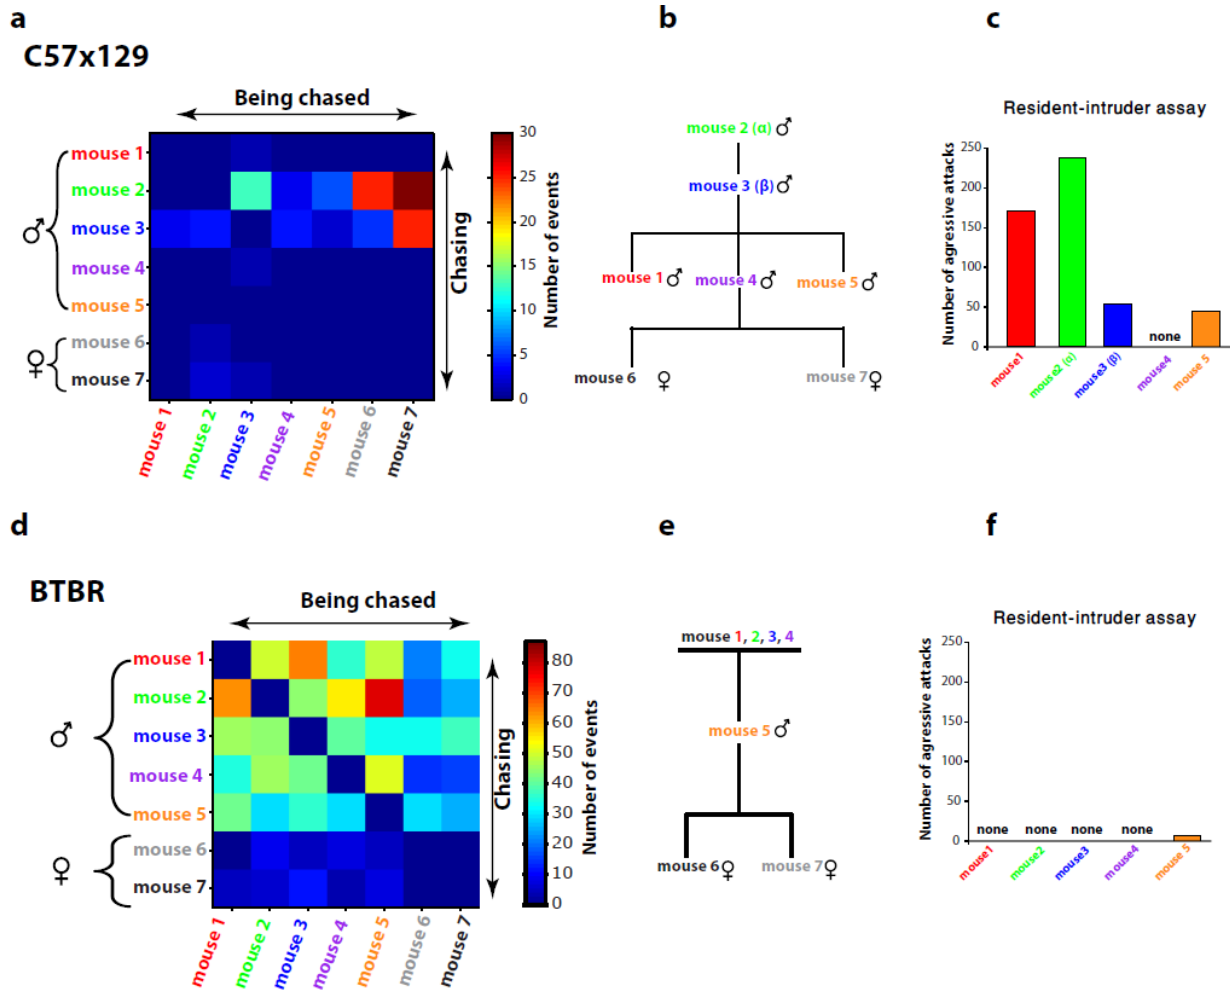 a
b
c
C57x129
Being chased
mouse 1
mouse 2
mouse 3
mouse 4
mouse 5
mouse 6
mouse 7
♂
♀
Chasing
30
25
20
15
10
5
0
Number of events
mouse 1
mouse 2
mouse 3
mouse 4
mouse 5
mouse 6
mouse 7
mouse 2 (α) ♂
mouse 3 (β) ♂
mouse 1 ♂
mouse 4 ♂
mouse 5 ♂
mouse 6 ♀
mouse 7 ♀
Resident-intruder assay
Number of agressive attacks
250
200
150
100
50
0
none
mouse1
mouse2 (α)
mouse3 (β)
mouse4
mouse 5
d
e
f
BTBR
Being chased
mouse 1
mouse 2
mouse 3
mouse 4
mouse 5
mouse 6
mouse 7
♂
♀
Chasing
80
70
60
50
40
30
20
10
0
Number of events
mouse 1
mouse 2
mouse 3
mouse 4
mouse 5
mouse 6
mouse 7
mouse 1, 2, 3, 4
mouse 5 ♂
mouse 6 ♀
mouse 7 ♀
Resident-intruder assay
Number of agressive attacks
250
200
150
100
50
0
none
none
none
none
mouse1
mouse2
mouse3
mouse4
mouse 5